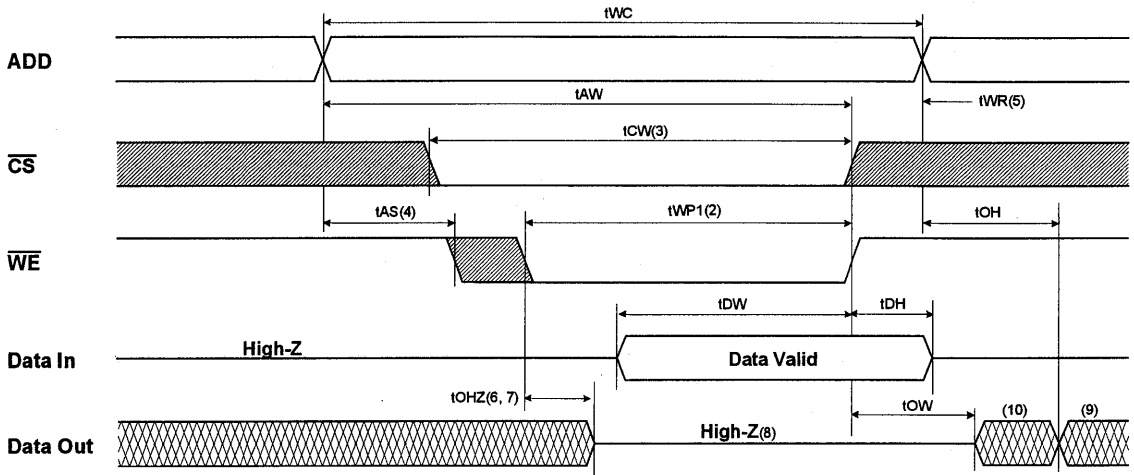 tWC
ADD
tAW
tWR(5)
tCW(3)
CS
tAS(4)
tWP1(2)
tOH
WE
tDW
tDH
High-Z
Data In
Data Valid
tOHZ(6, 7)
tOW
(10)
(9)
Data Out
High-Z(8)